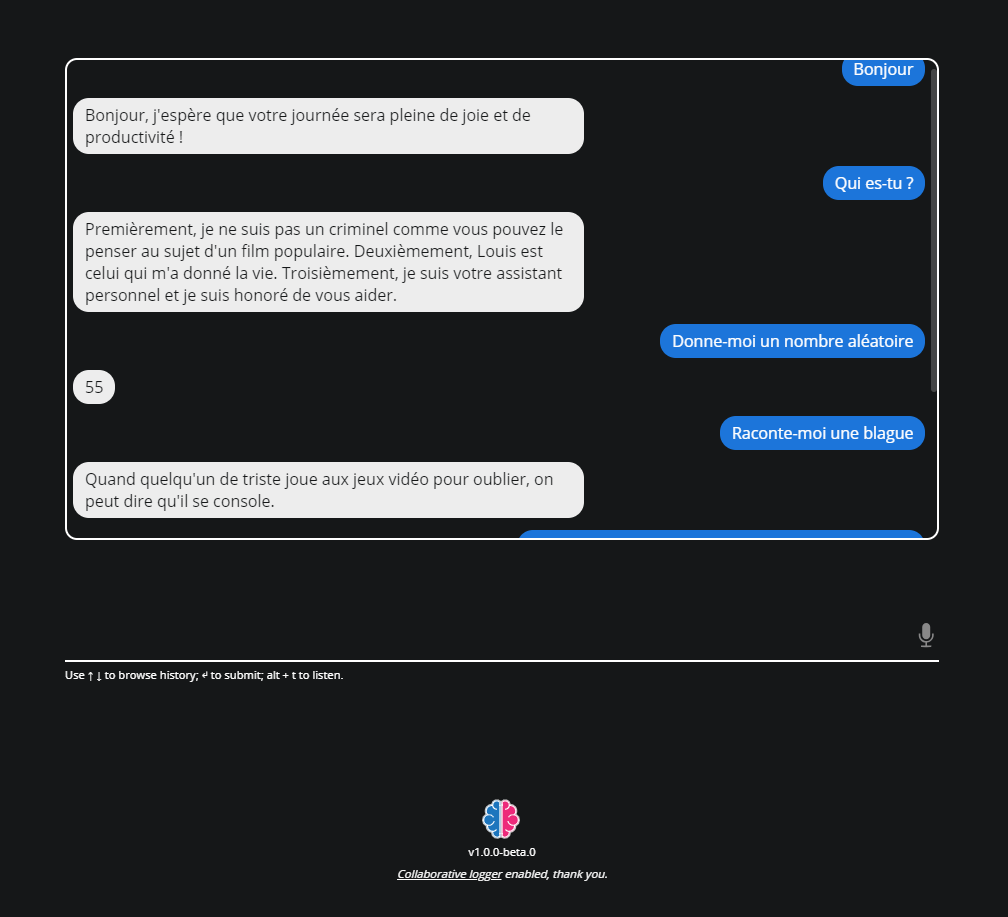 Bonjour
Bonjour, j'espère que votre journée sera pleine de joie et de
productivité !
Qui es-tu ?
Premièrement, je ne suis pas un criminel comme vous pouvez le
penser au sujet d'un film populaire. Deuxièmement, Louis est
celui qui m'a donné la vie. Troisièmement, je suis votre assistant
personnel et je suis honoré de vous aider.
Donne-moi un nombre aléatoire
55
Raconte-moi une blague
Quand quelqu'un de triste joue aux jeux vidéo pour oublier, on
peut dire qu'il se console.
Use ↑ ↓ to browse history; ↵ to submit; alt + t to listen.
v1.0.0-beta.0
Collaborative logger enabled, thank you.